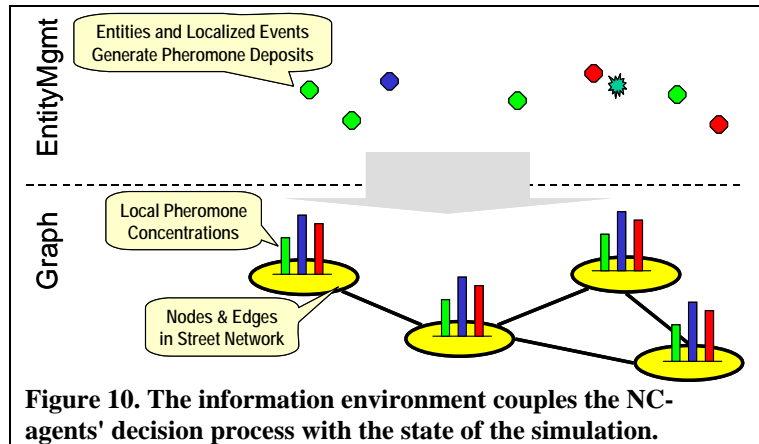 EntityMgmt
Entities and Localized Events
Generate Pheromone Deposits
Graph
Local Pheromone
Concentrations
Nodes & Edges
in Street Network
Figure 10. The information environment couples the NC-
agents' decision process with the state of the simulation.